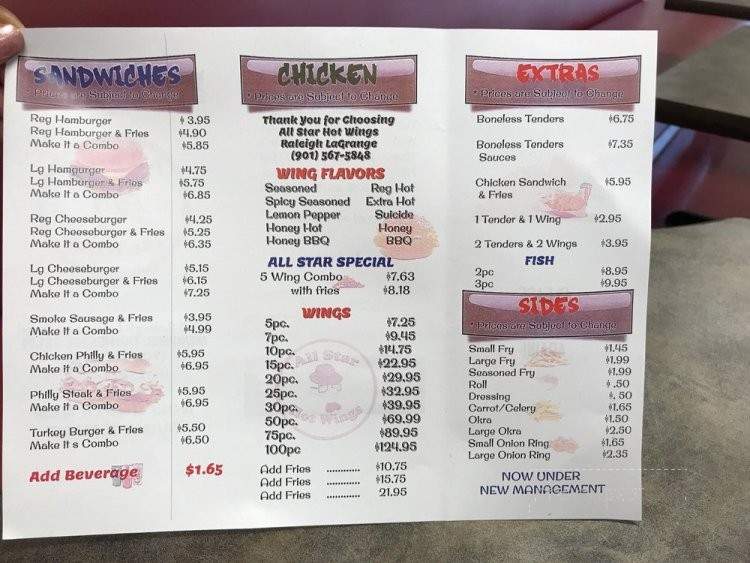 SANDWICHES
* Prices are Subject to Change
Reg Hamburger $3.95
Reg Hamburger & Fries $4.90
Make it a Combo $5.85
Lg Hamgurger $4.75
Lg Hamburger & Fries $5.75
Make it a Combo $6.85
Reg Cheeseburger $4.25
Reg Cheeseburger & Fries $5.25
Make it a Combo $6.35
Lg Cheeseburger $5.15
Lg Cheeseburger & Fries $6.15
Make it a Combo $7.25
Smoke Sausage & Fries $3.95
Make it a Combo $4.99
Chicken Philly & Fries $5.95
Make it a Combo $6.95
Philly Steak & Fries $5.95
Make it a Combo $6.95
Turkey Burger & Fries $5.50
Make it s Combo $6.50
Add Beverage $1.65
CHICKEN
* Prices are Subject to Change
Thank You for Choosing
All Star Hot Wings
Raleigh LaGrange
(901) 567-5848
WING FLAVORS
Seasoned Reg Hot
Spicy Seasoned Extra Hot
Lemon Pepper Suicide
Honey Hot Honey
Honey BBQ BBQ
ALL STAR SPECIAL
5 Wing Combo $7.63
with fries $8.18
WINGS
5pc. $7.25
7pc. $9.45
10pc. $14.75
15pc. $22.95
20pc. $29.95
25pc. $32.95
30pc. $39.95
50pc. $69.99
75pc. $89.95
100pc $124.95
All Star
Hot Wings
Add Fries ............ $10.75
Add Fries ............ $15.75
Add Fries ............ 21.95
EXTRAS
* Prices are Subject to Change
Boneless Tenders $6.75
Boneless Tenders $7.35
Sauces
Chicken Sandwich $5.95
& Fries
1 Tender & 1 Wing $2.95
2 Tenders & 2 Wings $3.95
FISH
2pc $8.95
3pc $9.95
SIDES
* Prices are Subject to Change
Small Fry $1.45
Large Fry $1.99
Seasoned Fry $1.99
Roll $ .50
Dressing $. 50
Carrot/Celery $1.65
Okra $1.50
Large Okra $2.50
Small Onion Ring $1.65
Large Onion Ring $2.35
NOW UNDER
NEW MANAGEMENT